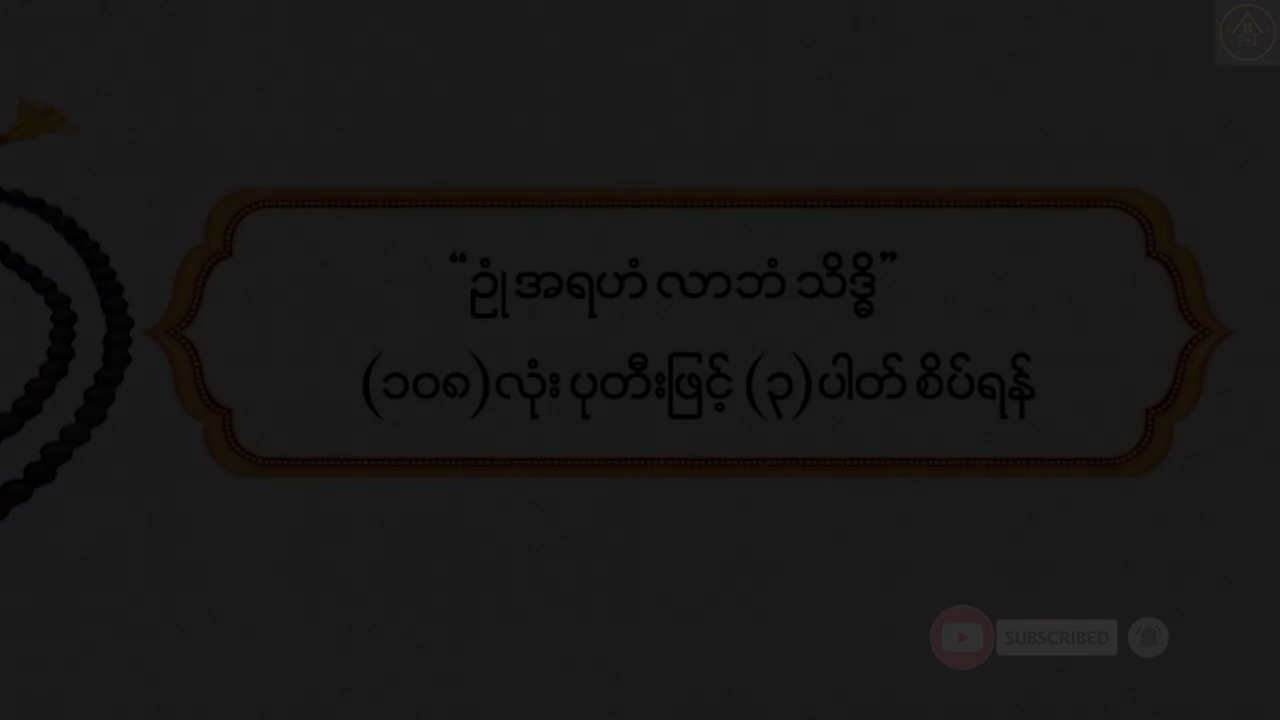 “ဥုံ အရဟံ လာဘံ သိဒ္ဓိ”
(၁၀၈)လုံး ပုတီးဖြင့် (၃)ပါတ် စိပ်ရန်
SUBSCRIBED